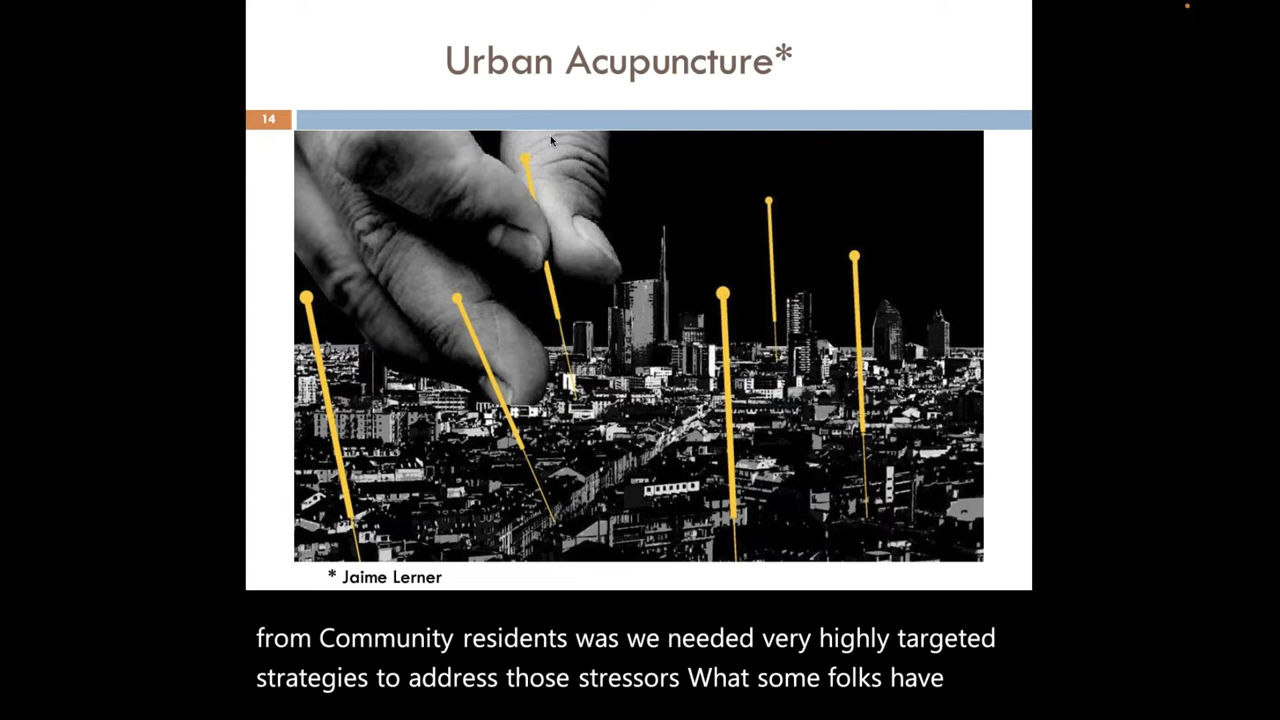 Urban Acupuncture*
14
* Jaime Lerner
from Community residents was we needed very highly targeted
strategies to address those stressors What some folks have